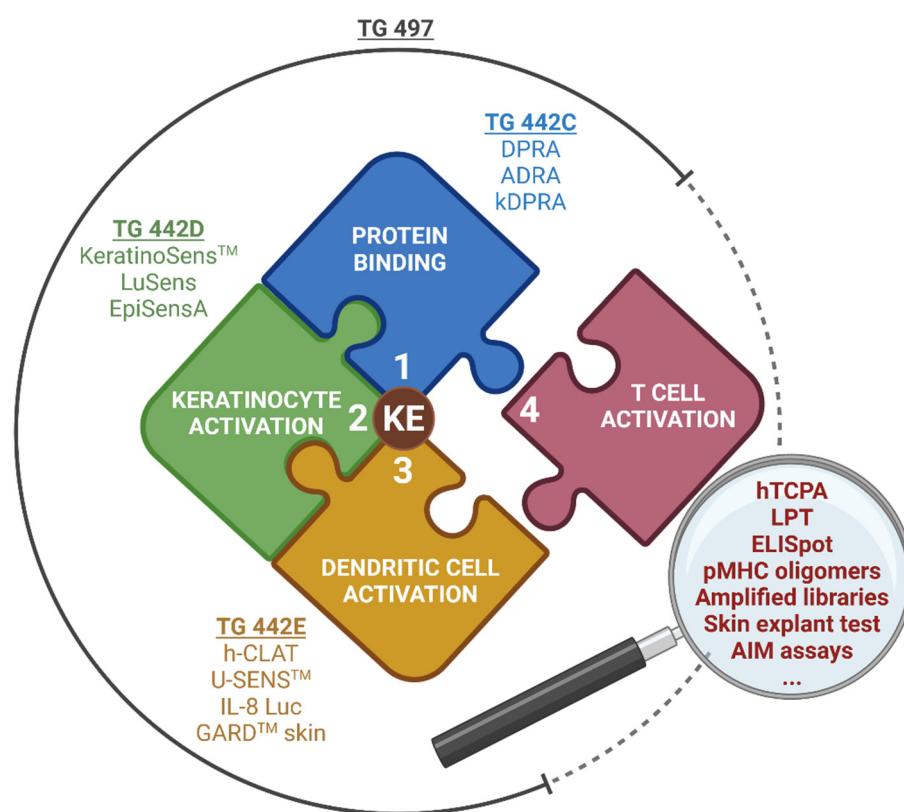 TG 497
TG 442C
DPRA
ADRA
kDPRA
TG 442D
KeratinoSens™
LuSens
EpiSensA
PROTEIN
BINDING
1
KERATINOCYTE
ACTIVATION
2
KE
3
4
T CELL
ACTIVATION
DENDRITIC CELL
ACTIVATION
TG 442E
h-CLAT
U-SENS™
IL-8 Luc
GARD™ skin
hTCPA
LPT
ELISpot
pMHC oligomers
Amplified libraries
Skin explant test
AIM assays
...